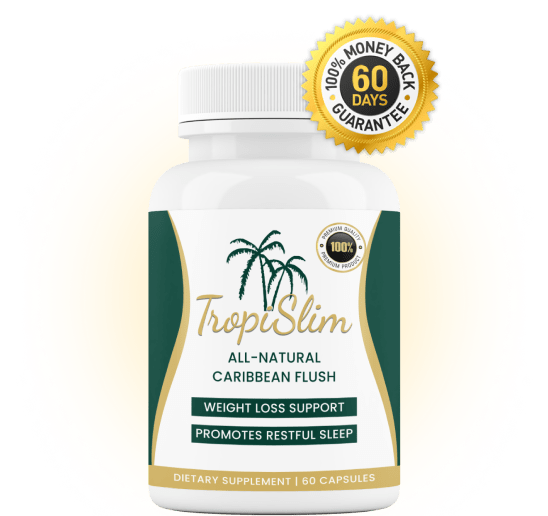 100% MONEY BACK
60
DAYS
GUARANTEE
PREMIUM QUALITY
100%
PREMIUM PRODUCT
TropiSlim
ALL-NATURAL
CARIBBEAN FLUSH
WEIGHT LOSS SUPPORT
PROMOTES RESTFUL SLEEP
DIETARY SUPPLEMENT | 60 CAPSULES